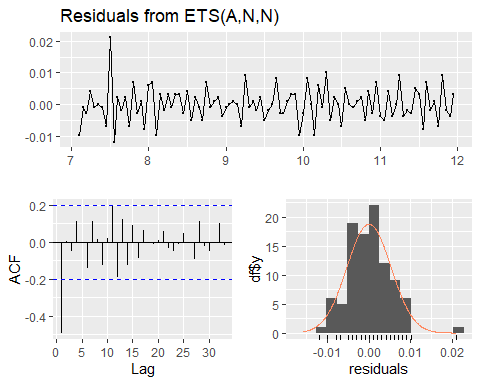 Residuals from ETS(A,N,N)
0.02
0.01
0.00
-0.01
7 8 9 10 11 12
0.2
0.0
-0.2
-0.4
ACF
0 5 10 15 20 25 30
Lag
20
15
10
5
0
df$y
-0.01 0.00 0.01 0.02
residuals